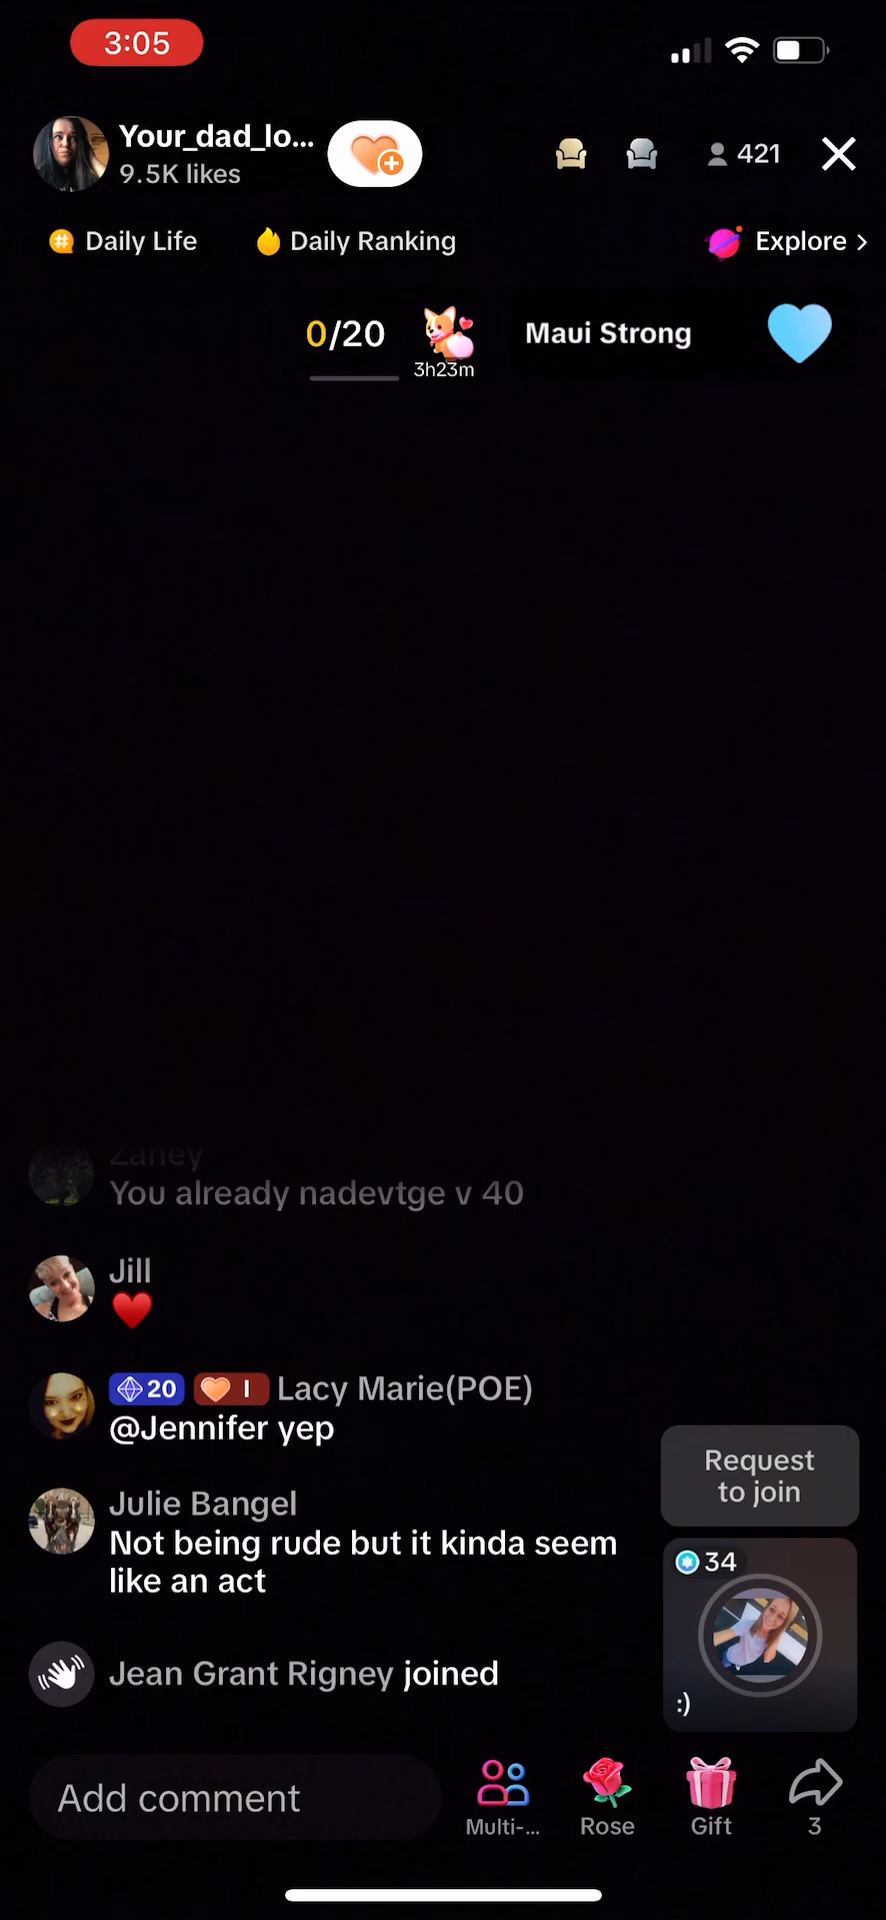 3:05
Your_dad_lo...
9.5K likes
421
Daily Life
Daily Ranking
Explore >
0/20
3h23m
Maui Strong
Zaney
You already nadevtge v 40
Jill
20 I Lacy Marie(POE)
@Jennifer yep
Julie Bangel
Not being rude but it kinda seem
like an act
Jean Grant Rigney joined
Request
to join
34
:)
Add comment
Multi-...
Rose
Gift
3